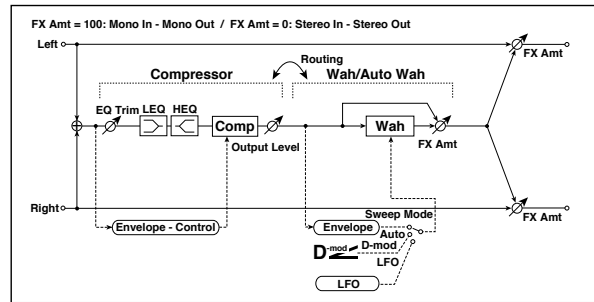 FX Amt = 100: Mono In - Mono Out / FX Amt = 0: Stereo In - Stereo Out
Left
FX Amt
Routing
Compressor
Wah/Auto Wah
EQ Trim
LEQ
HEQ
Comp
Output Level
Wah
FX Amt
Right
FX Amt
Envelope - Control
Envelope
Sweep Mode
Auto
D-mod
D-mod
LFO
LFO